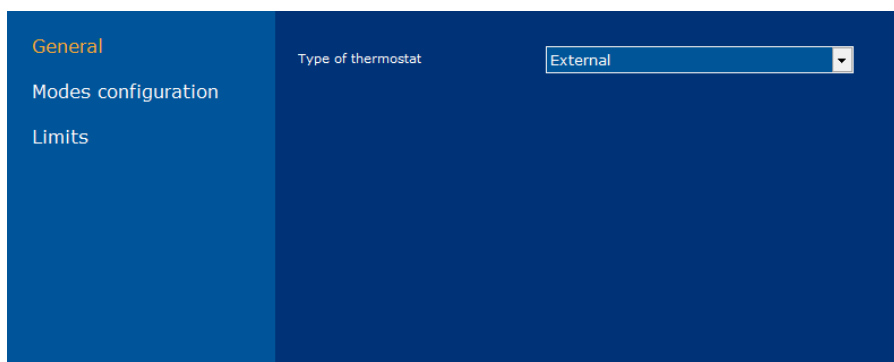 General
Modes configuration
Limits
Type of thermostat
External